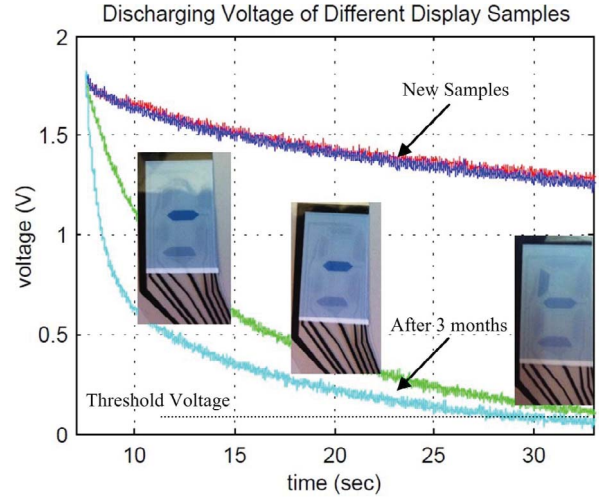 Discharging Voltage of Different Display Samples
2
New Samples
1.5
voltage (V)
1
0.5
After 3 months
Threshold Voltage
0
10
15
20
25
30
time (sec)